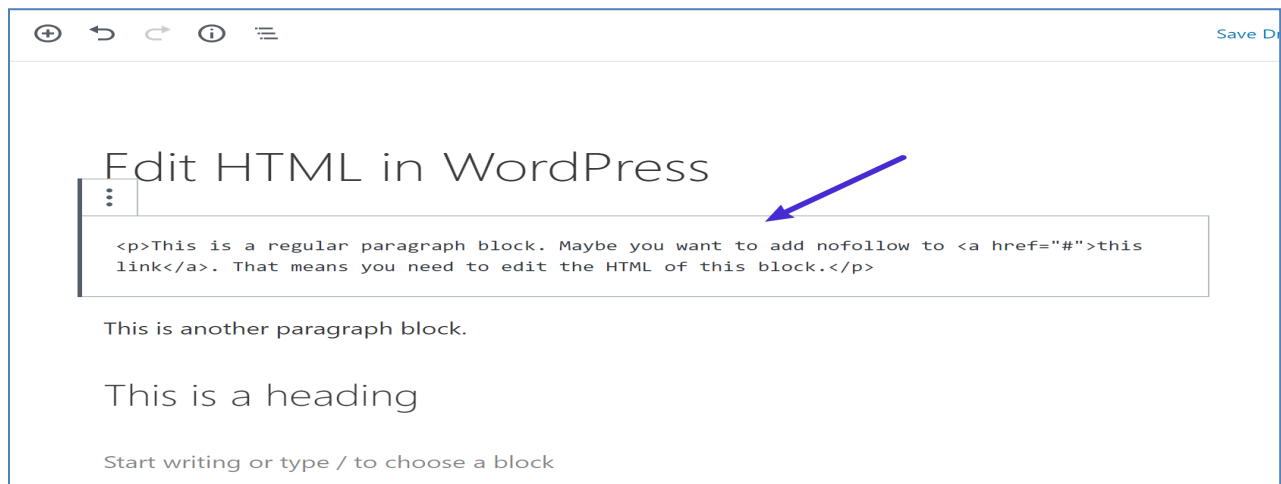 Save Dr
Edit HTML in WordPress
<p>This is a regular paragraph block. Maybe you want to add nofollow to <a href="#">this
link</a>. That means you need to edit the HTML of this block.</p>
This is another paragraph block.
This is a heading
Start writing or type / to choose a block